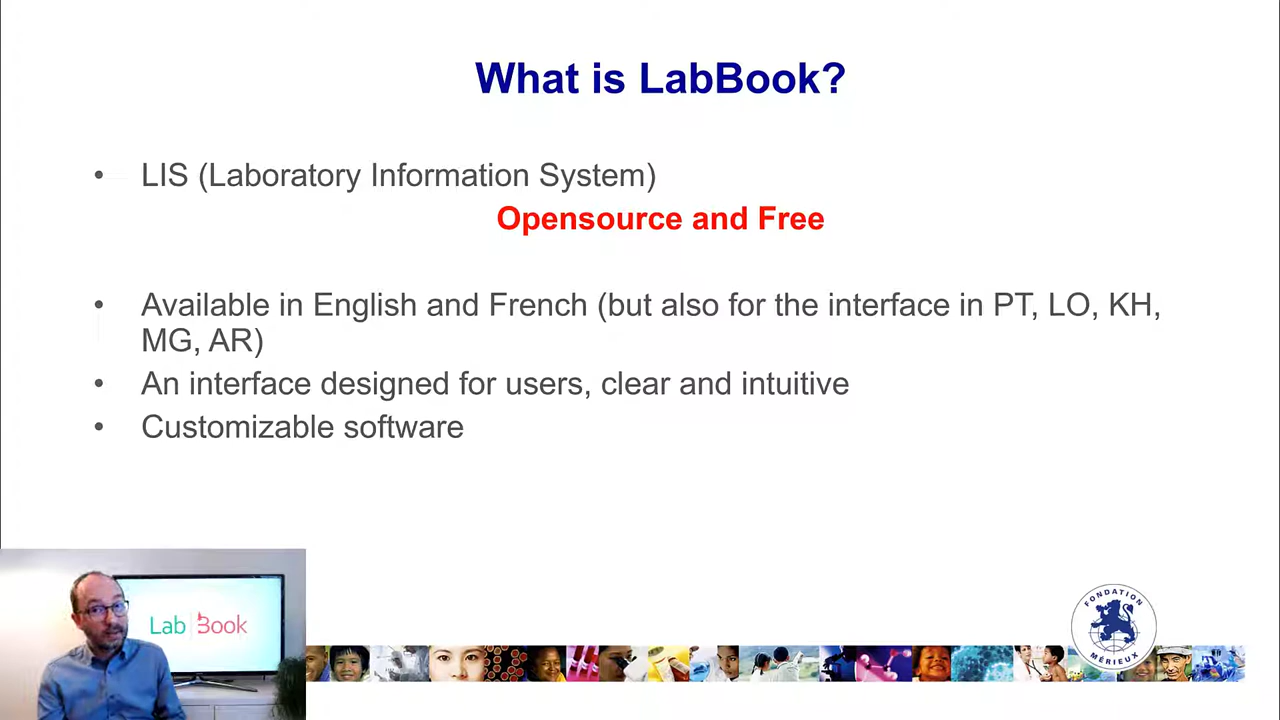 What is LabBook?
• LIS (Laboratory Information System)
Opensource and Free
• Available in English and French (but also for the interface in PT, LO, KH,
MG, AR)
• An interface designed for users, clear and intuitive
• Customizable software
Lab Book
FONDATION
MÉRIEUX